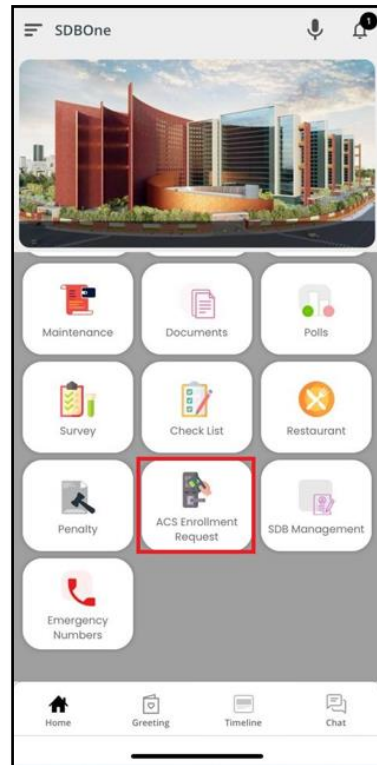 SDBOne
1
Maintenance
Documents
Polls
Survey
Check List
Restaurant
Penalty
ACS Enrollment
Request
SDB Management
Emergency
Numbers
Home
Greeting
Timeline
Chat